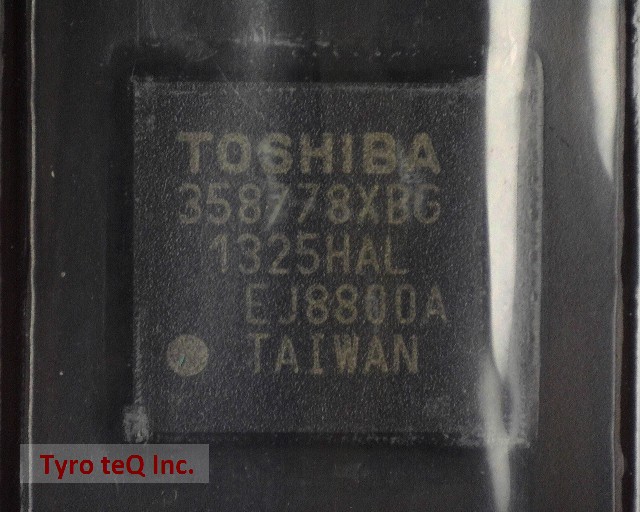 TOSHIBA
358778XBG
1325HAL
EJ8800A
TAIWAN
Tyro teQ Inc.